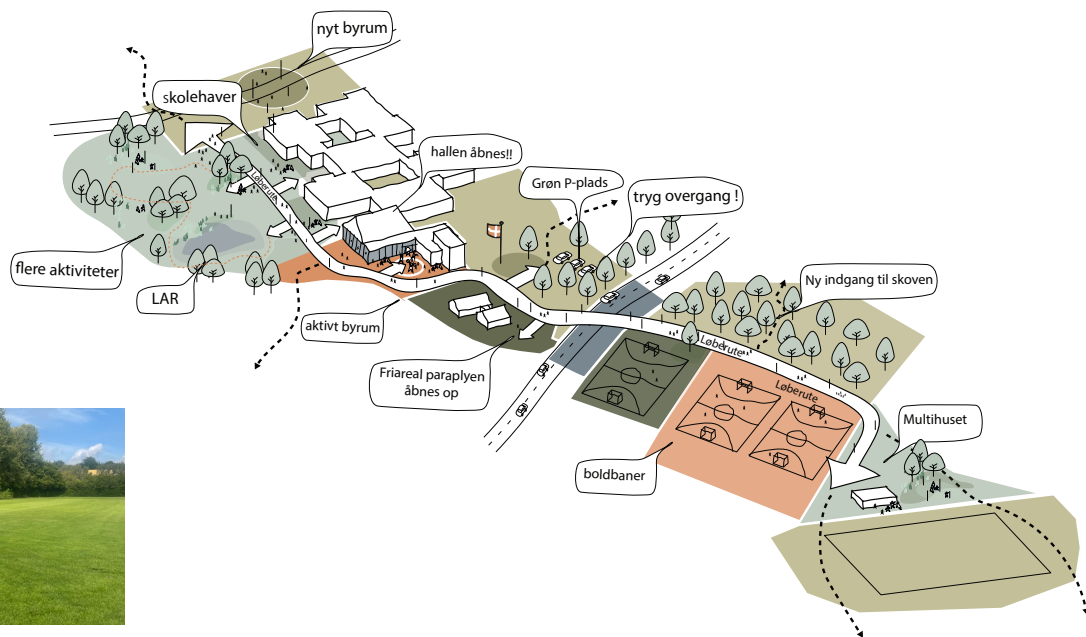 nyt byrum
skolehaver
hallen åbnes!!
Grøn P-plads
tryg overgang !
Løberute
flere aktiviteter
LAR
aktivt byrum
Ny indgang til skoven
Friareal paraplyen
åbnes op
Løberute
Løberute
Multihuset
boldbaner